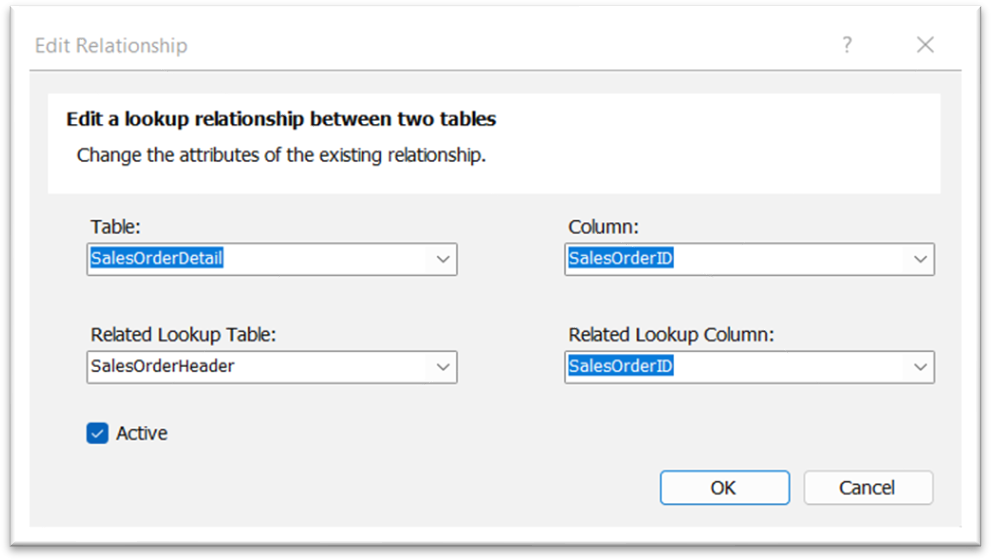 Edit Relationship ?
Edit a lookup relationship between two tables
Change the attributes of the existing relationship.
Table: Column:
SalesOrderDetail SalesOrderID
Related Lookup Table: Related Lookup Column:
SalesOrderHeader SalesOrderID
Active
OK Cancel